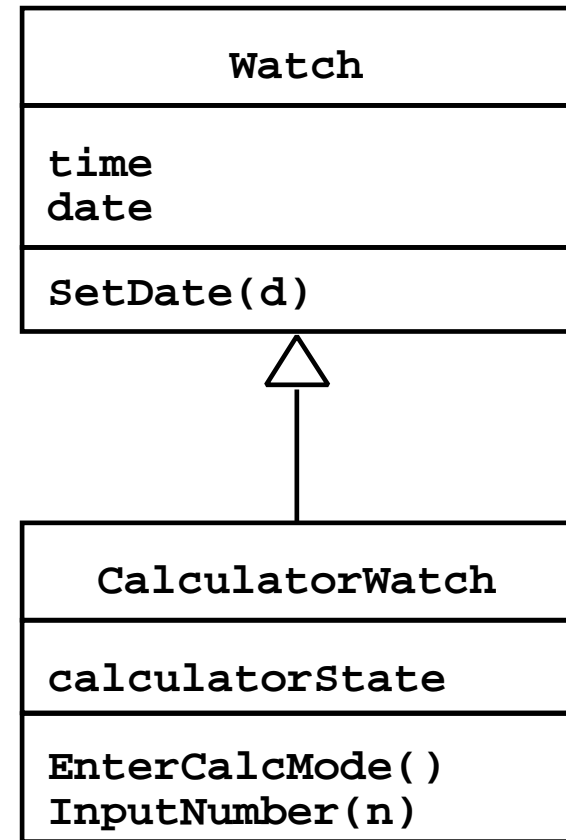 Watch
time
date
SetDate(d)
CalculatorWatch
calculatorState
EnterCalcMode()
InputNumber(n)